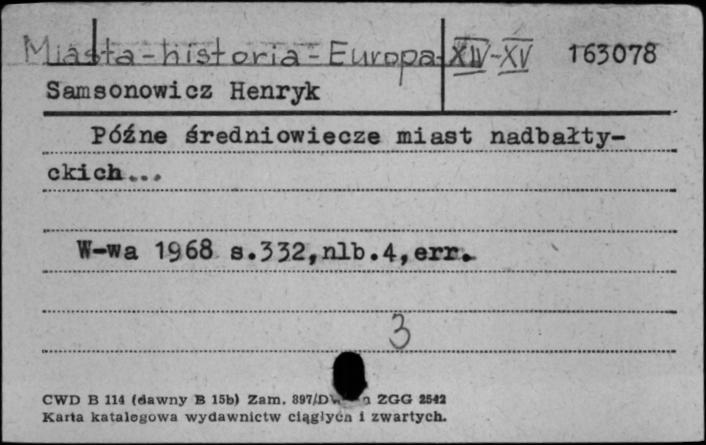 Miasta - historia - Europa - XIV-XV 163078
Samsonowicz Henryk
Późne średniowiecze miast nadbałty-
ckich...
W-wa 1968 s.332,nlb.4,err.
3
CWD B 114 (dawny B 15b) Zam. 897/ ZGG 2542
Karta katalogowa wydawnictw ciągłych i zwartych.